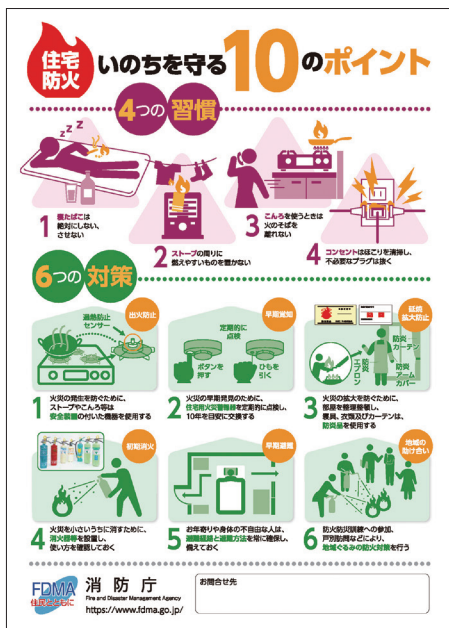 住宅
防火
いのちを守る10のポイント
4つの習慣
zzz z
1 寝たばこは
絶対にしない、
させない
2 ストーブの周りに
燃えやすいものを置かない
3 こんろを使うときは
火のそばを
離れない
4 コンセントはほこりを清掃し、
不必要なプラグは抜く
6つの対策
出火防止
過熱防止
センサー
1 火災の発生を防ぐために、
ストーブやこんろ等は
安全装置の付いた機器を使用する
早期覚知
定期的に
点検
ボタンを
押す
ひもを
引く
2 火災の早期発見のために、
住宅用火災警報器を定期的に点検し、
10年を目安に交換する
延焼
拡大防止
防炎
カーテン
防炎
エプロン
防炎
アーム
カバー
3 火災の拡大を防ぐために、
部屋を整理整頓し、
寝具、衣類及びカーテンは、
防炎品を使用する
初期消火
4 火災を小さいうちに消すために、
消火器等を設置し、
使い方を確認しておく
早期避難
5 お年寄りや身体の不自由な人は、
避難経路と避難方法を常に確保し、
備えておく
地域の
助け合い
6 防火防災訓練への参加、
戸別訪問などにより、
地域ぐるみの防火対策を行う
FDMA
住民とともに
消防庁
Fire and Disaster Management Agency
https://www.fdma.go.jp/
お問合せ先